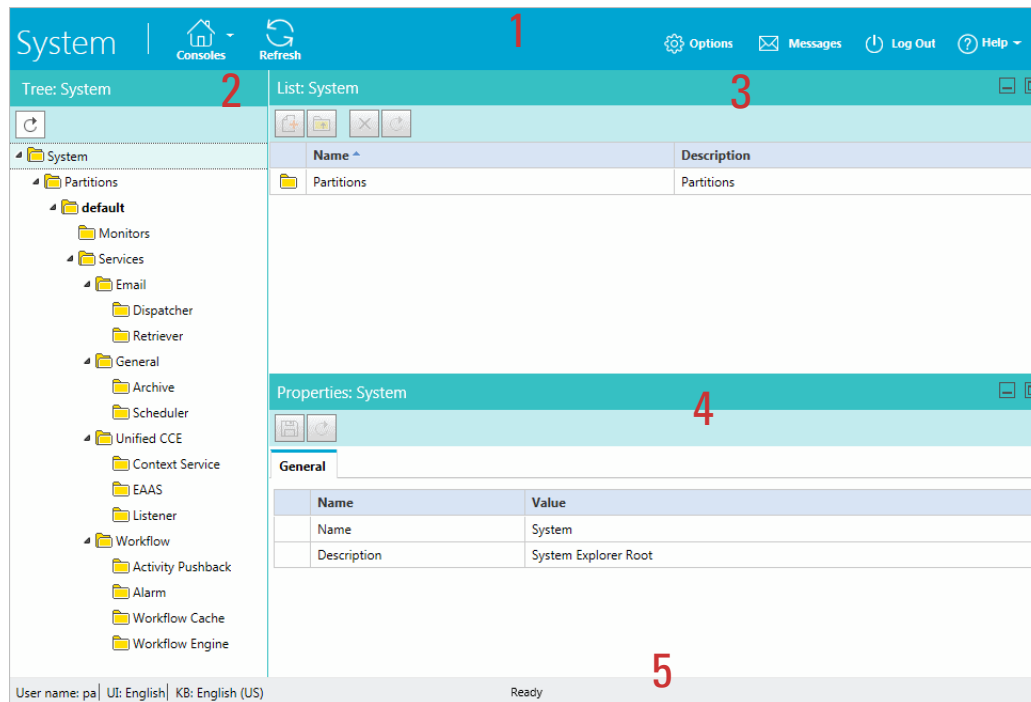 System
Consoles
Refresh
1
Options
Messages
Log Out
Help
Tree: System
2
List: System
3
System
Partitions
default
Monitors
Services
Email
Dispatcher
Retriever
General
Archive
Scheduler
Unified CCE
Context Service
EAAS
Listener
Workflow
Activity Pushback
Alarm
Workflow Cache
Workflow Engine
Name Description
Partitions Partitions
Properties: System
4
General
Name Value
Name System
Description System Explorer Root
5
User name: pa UI: English KB: English (US) Ready